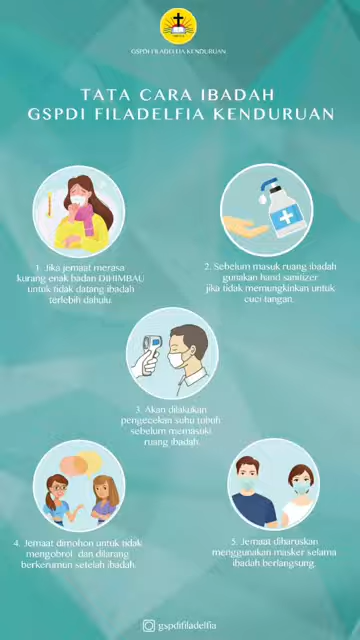 GSPDI FILADELFIA KENDURUAN
TATA CARA IBADAH
GSPDI FILADELFIA KENDURUAN
1. Jika jemaat merasa
kurang enak badan DIHIMBAU
untuk tidak datang ibadah
terlebih dahulu.
2. Sebelum masuk ruang ibadah
gunakan hand sanitizer
jika tidak memungkinkan untuk
cuci tangan.
3. Akan dilakukan
pengecekan suhu tubuh
sebelum memasuki
ruang ibadah.
4. Jemaat dimohon untuk tidak
mengobrol dan dilarang
berkerumun setelah ibadah.
5. Jemaat diharuskan
menggunakan masker selama
ibadah berlangsung.
gspdifiladelfia